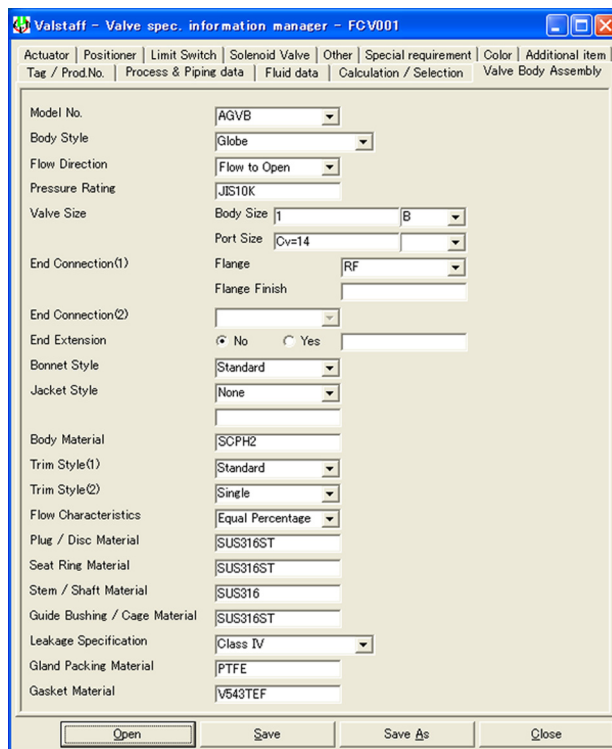 Valstaff - Valve spec. information manager - FCV001
Actuator Positioner Limit Switch Solenoid Valve Other Special requirement Color Additional item
Tag / Prod.No. Process & Piping data Fluid data Calculation / Selection Valve Body Assembly
Model No. AGVB
Body Style Globe
Flow Direction Flow to Open
Pressure Rating JIS10K
Valve Size Body Size 1 B
Port Size Cv=14
End Connection(1) Flange RF
Flange Finish
End Connection(2)
End Extension No Yes
Bonnet Style Standard
Jacket Style None
Body Material SCPH2
Trim Style(1) Standard
Trim Style(2) Single
Flow Characteristics Equal Percentage
Plug / Disc Material SUS316ST
Seat Ring Material SUS316ST
Stem / Shaft Material SUS316
Guide Bushing / Cage Material SUS316ST
Leakage Specification Class IV
Gland Packing Material PTFE
Gasket Material V543TEF
Open Save Save As Close